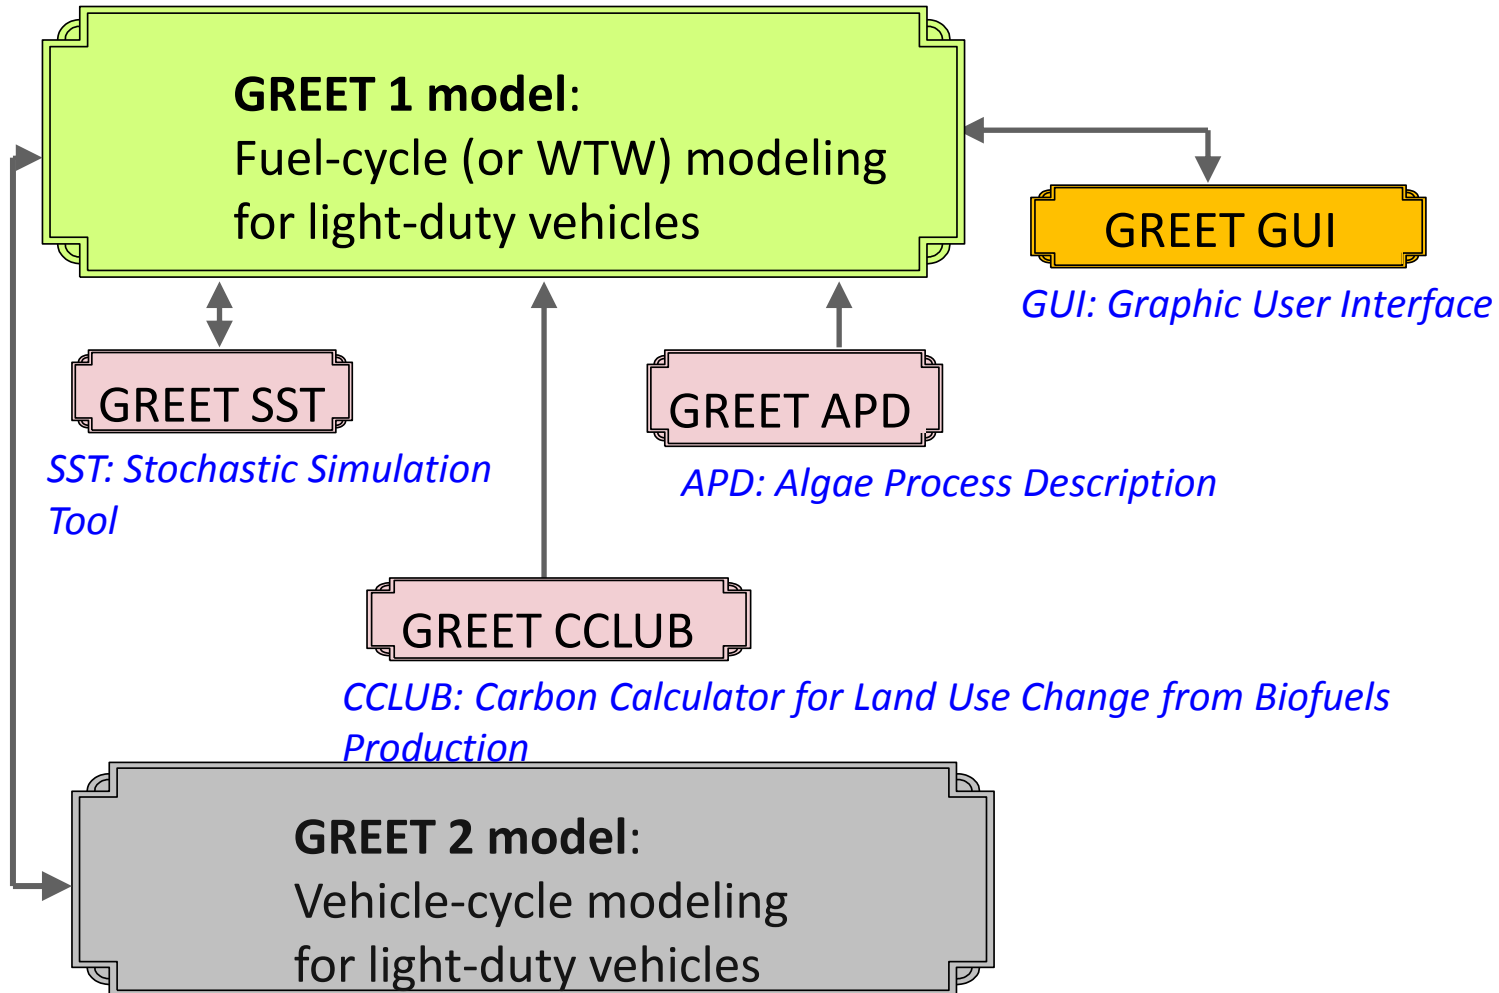 GREET 1 model:
Fuel-cycle (or WTW) modeling
for light-duty vehicles
GREET GUI
GUI: Graphic User Interface
GREET SST
GREET APD
SST: Stochastic Simulation
Tool
APD: Algae Process Description
GREET CCLUB
CCLUB: Carbon Calculator for Land Use Change from Biofuels
Production
GREET 2 model:
Vehicle-cycle modeling
for light-duty vehicles